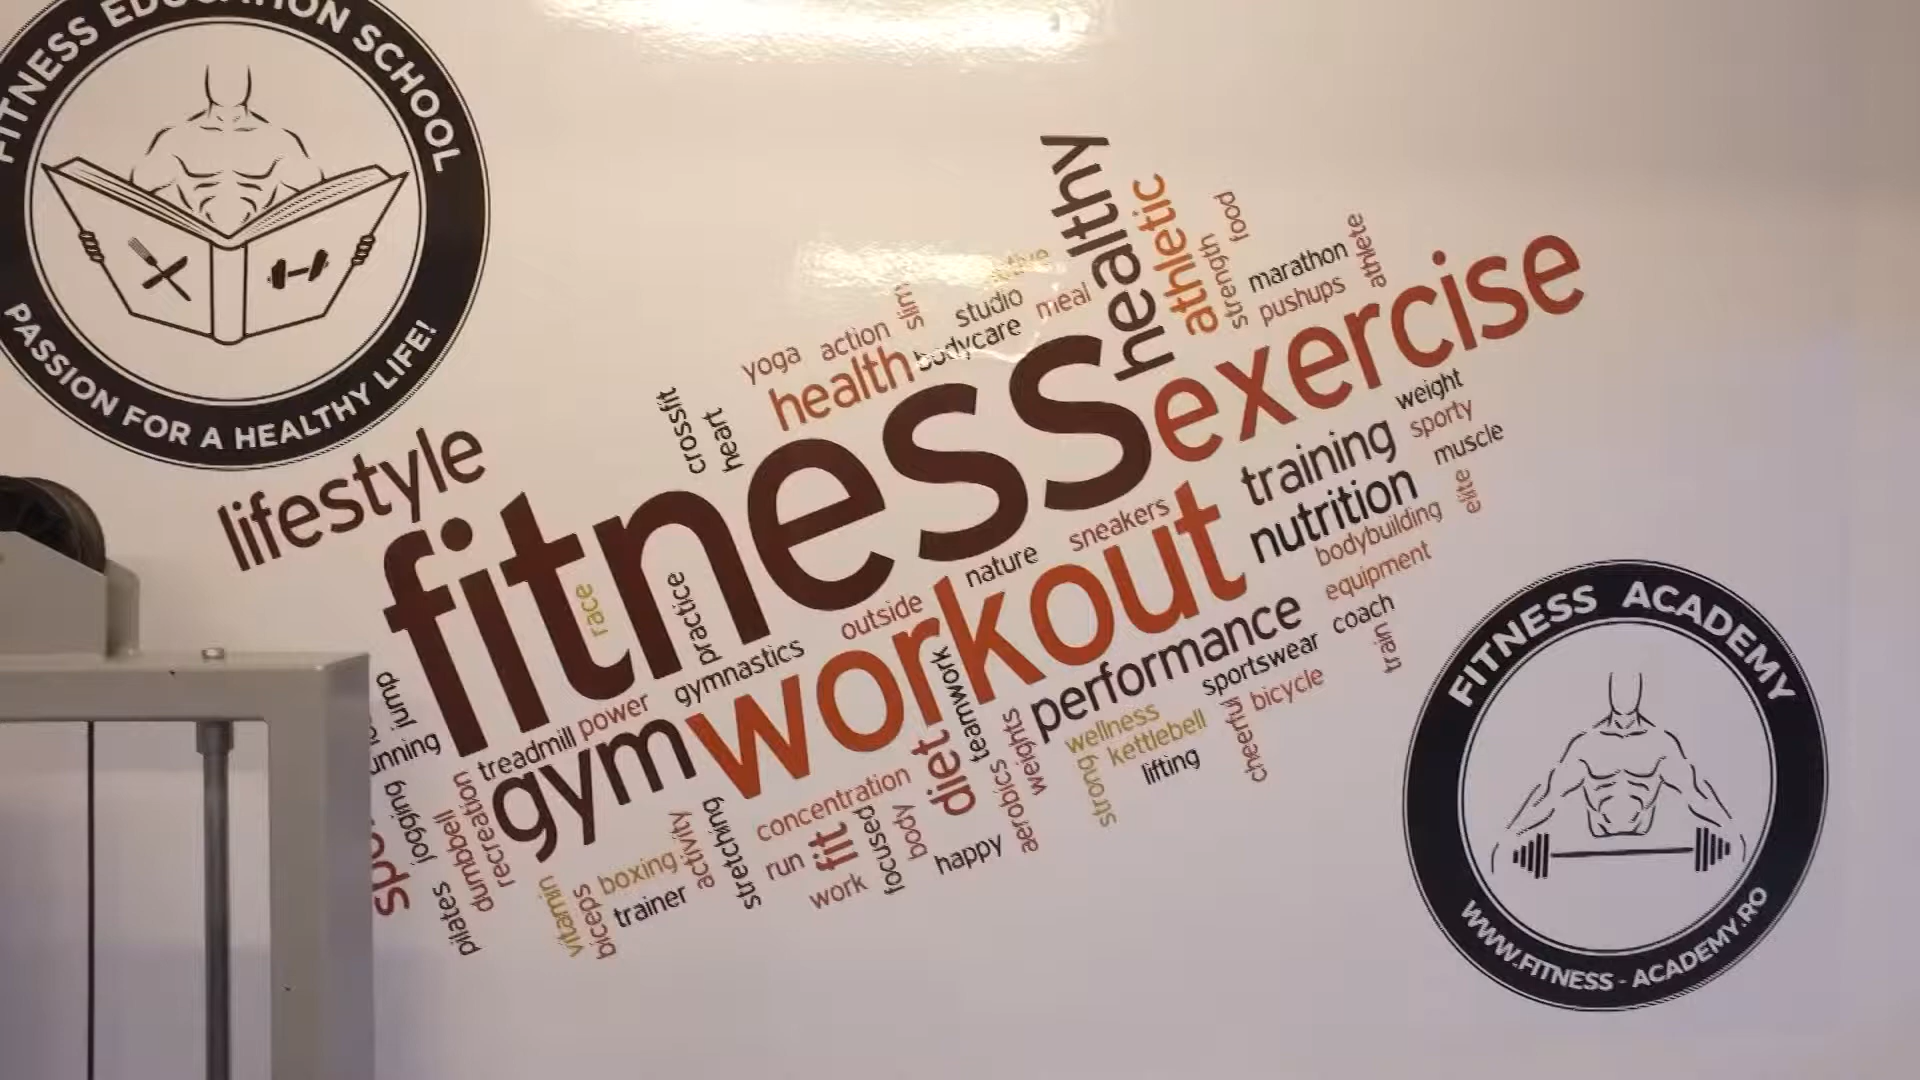 FITNESS EDUCATION SCHOOL
PASSION FOR A HEALTHY LIFE!
healthy
athletic
food
strength
marathon
athlete
pushups
exercise
slim
studio
meal
yoga
action
bodycare
health
crossfit
heart
lifestyle
fitness
weight
sporty
muscle
training
nutrition
elite
bodybuilding
equipment
sneakers
nature
outside
workout
race
practice
gymnastics
performance
coach
train
sportswear
bicycle
cheerful
jump
power
treadmill
gym
teamwork
weights
wellness
kettlebell
strong
lifting
jogging
dumbbell
recreation
concentration
diet
aerobics
pilates
vitamin
biceps
boxing
trainer
activity
stretching
run
fit
work
focused
body
happy
FITNESS ACADEMY
WWW.FITNESS - ACADEMY.RO